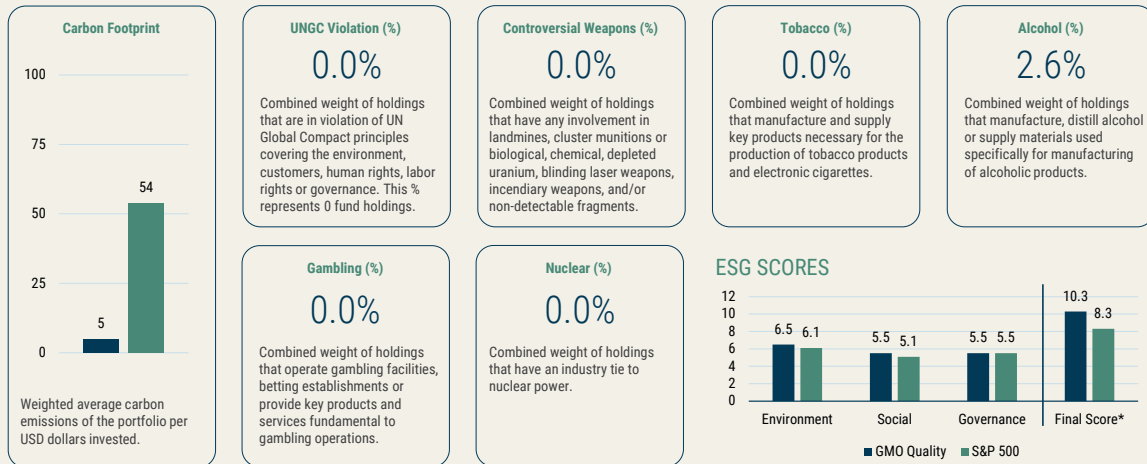 Carbon Footprint
100
75
50
25
0
5
54
Weighted average carbon
emissions of the portfolio per
USD dollars invested.
UNGC Violation (%)
0.0%
Combined weight of holdings
that are in violation of UN
Global Compact principles
covering the environment,
customers, human rights, labor
rights or governance. This %
represents 0 fund holdings.
Controversial Weapons (%)
0.0%
Combined weight of holdings
that have any involvement in
landmines, cluster munitions or
biological, chemical, depleted
uranium, blinding laser weapons,
incendiary weapons, and/or
non-detectable fragments.
Tobacco (%)
0.0%
Combined weight of holdings
that manufacture and supply
key products necessary for the
production of tobacco products
and electronic cigarettes.
Alcohol (%)
2.6%
Combined weight of holdings
that manufacture, distill alcohol
or supply materials used
specifically for manufacturing
of alcoholic products.
Gambling (%)
0.0%
Combined weight of holdings
that operate gambling facilities,
betting establishments or
provide key products and
services fundamental to
gambling operations.
Nuclear (%)
0.0%
Combined weight of holdings
that have an industry tie to
nuclear power.
ESG SCORES
12
10
8
6
4
2
0
6.5 6.1
5.5 5.1
5.5 5.5
10.3
8.3
Environment Social Governance Final Score*
GMO Quality S&P 500